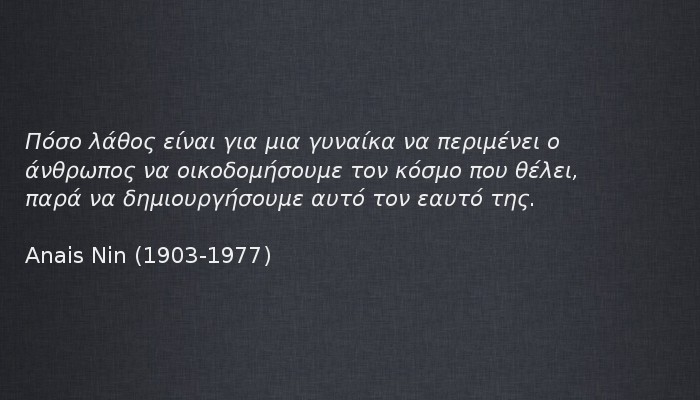 Πόσο λάθος είναι για μια γυναίκα να περιμένει ο
άνθρωπος να οικοδομήσουμε τον κόσμο που θέλει,
παρά να δημιουργήσουμε αυτό τον εαυτό της.
Anais Nin (1903-1977)